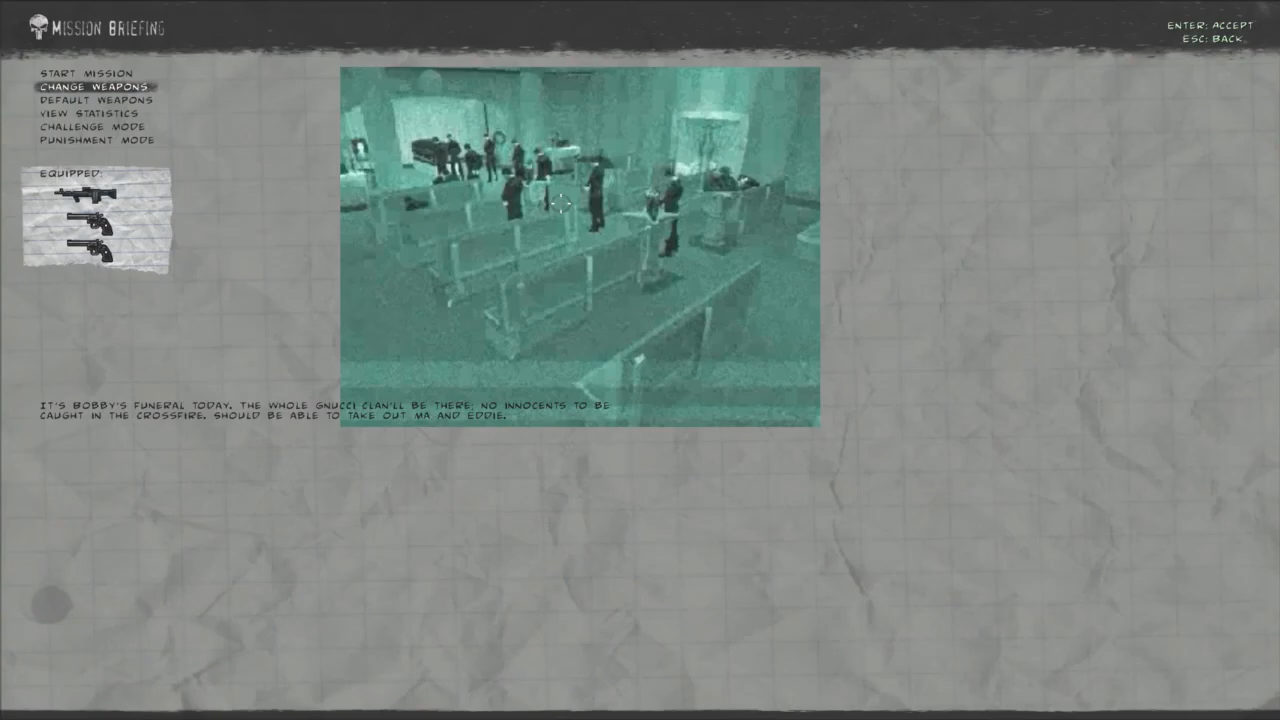 MISSION BRIEFING
ENTER: ACCEPT
ESC: BACK
START MISSION
CHANGE WEAPONS
DEFAULT WEAPONS
VIEW STATISTICS
CHALLENGE MODE
PUNISHMENT MODE
EQUIPPED:
IT'S BOBBY'S FUNERAL TODAY. THE WHOLE GNUCCI CLAN'LL BE THERE; NO INNOCENTS TO BE
CAUGHT IN THE CROSSFIRE. SHOULD BE ABLE TO TAKE OUT MA AND EDDIE.